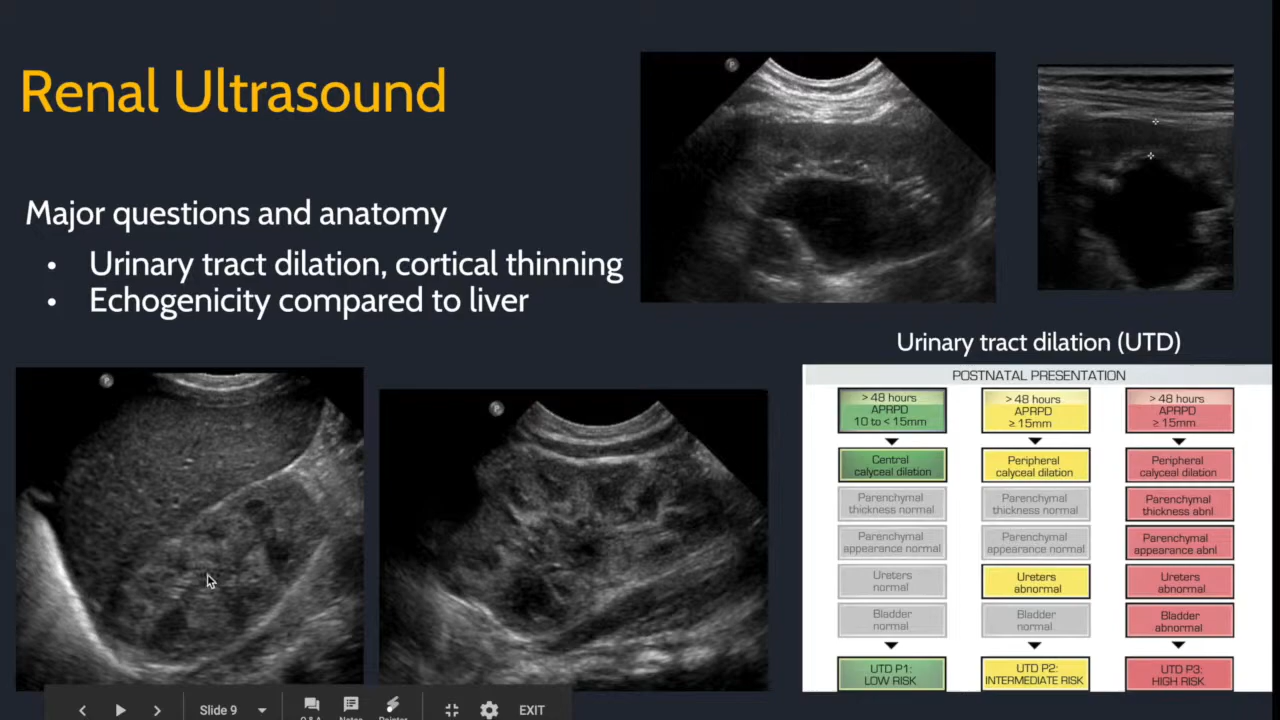 Renal Ultrasound
Major questions and anatomy
• Urinary tract dilation, cortical thinning
• Echogenicity compared to liver
Urinary tract dilation (UTD)
POSTNATAL PRESENTATION
> 48 hours
APRPD
10 to < 15mm
Central
calyceal dilation
Parenchymal
thickness normal
Parenchymal
appearance normal
Ureters
normal
Bladder
normal
UTD P1:
LOW RISK
> 48 hours
APRPD
≥ 15mm
Peripheral
calyceal dilation
Parenchymal
thickness normal
Parenchymal
appearance normal
Ureters
abnormal
Bladder
normal
UTD P2:
INTERMEDIATE RISK
> 48 hours
APRPD
≥ 15mm
Peripheral
calyceal dilation
Parenchymal
thickness abnl
Parenchymal
appearance abnl
Ureters
abnormal
Bladder
abnormal
UTD P3:
HIGH RISK
Slide 9
EXIT